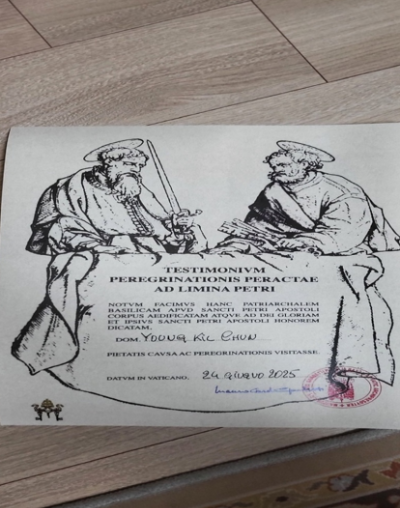 TESTIMONIVM
PEREGRINATIONIS PERACTAE
AD LIMINA PETRI
NOTVM FACIMVS HANC PATRIARCHALEM
BASILICAM APVD SANCTI PETRI APOSTOLI
CORPUS AEDIFICATAM ATQVE AD DEI GLORIAM
ET IPSIVS SANCTI PETRI APOSTOLI HONOREM
DICATAM,
DOM. YOUNG KIL CHUN
PIETATIS CAVSA AC PEREGRINATIONIS VISITASSE.
DATVM IN VATICANO, 24 GIUGNO 2025